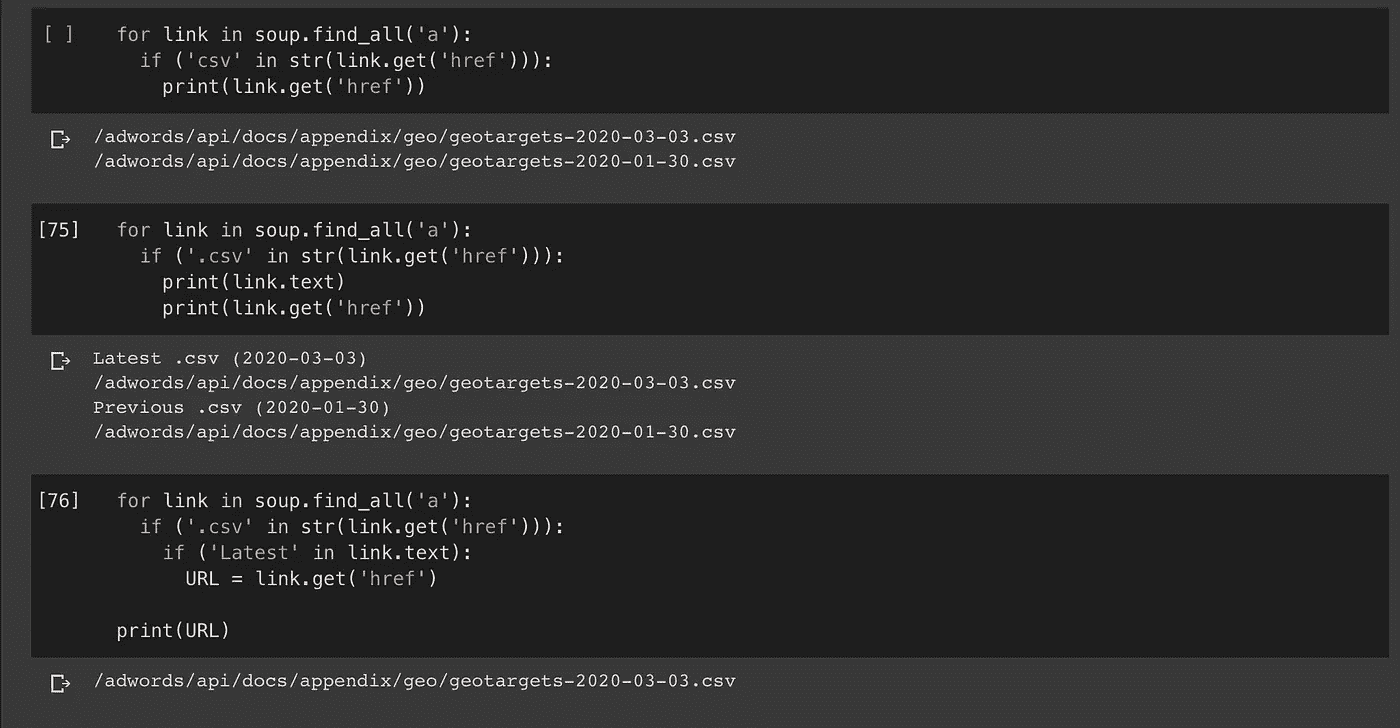 [ ] for link in soup.find_all('a'):
if ('csv' in str(link.get('href'))):
print(link.get('href'))
/adwords/api/docs/appendix/geo/geotargets-2020-03-03.csv
/adwords/api/docs/appendix/geo/geotargets-2020-01-30.csv
[75] for link in soup.find_all('a'):
if ('.csv' in str(link.get('href'))):
print(link.text)
print(link.get('href'))
Latest .csv (2020-03-03)
/adwords/api/docs/appendix/geo/geotargets-2020-03-03.csv
Previous .csv (2020-01-30)
/adwords/api/docs/appendix/geo/geotargets-2020-01-30.csv
[76] for link in soup.find_all('a'):
if ('.csv' in str(link.get('href'))):
if ('Latest' in link.text):
URL = link.get('href')
print(URL)
/adwords/api/docs/appendix/geo/geotargets-2020-03-03.csv